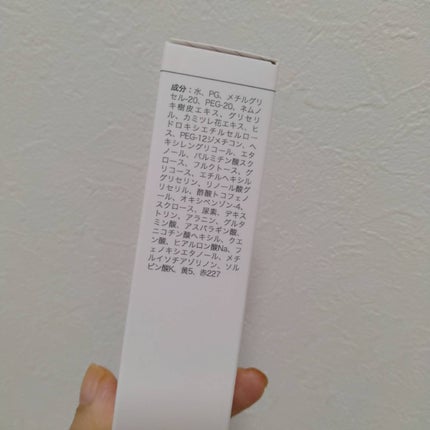 成分：水、PG、メチルグリ
セル-20、PEG-20、ネムノ
キ樹皮エキス、グリセリ
ル、カミツレ花エキス、ヒ
ドロキシエチルセルロー
ス、PEG-12ジメチコン、ヘ
キシレングリコール、エタ
ノール、パルミチン酸スク
ロース、フルクトース、グ
リコース、エチルヘキシル
グリセリン、リノール酸グ
リセリル、酢酸トコフェノ
ール、オキシベンゾン-4、
スクロース、尿素、デキス
トリン、アラニン、グルタ
ミン酸、アスパラギン酸、
ニコチン酸ヘキシル、クエ
ン酸、ヒアルロン酸Na、フ
ェノキシエタノール、メチ
ルイソチアゾリノン、ソル
ビン酸K、黄5、赤227